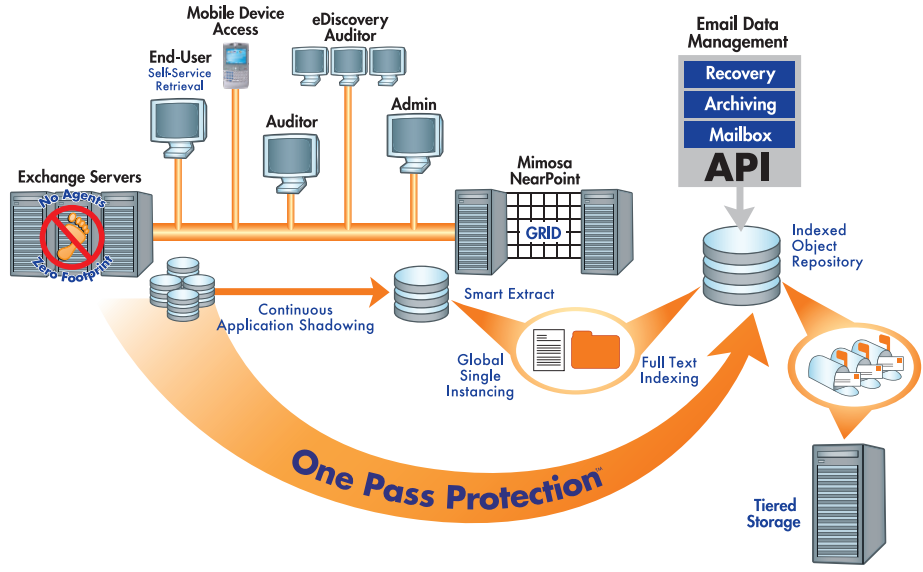 Mobile Device
Access
eDiscovery
Auditor
End-User
Self-Service
Retrieval
Auditor
Admin
Email Data
Management
Recovery
Archiving
Mailbox
API
Exchange Servers
No Agents
Zero Footprint
Mimosa
NearPoint
GRID
Indexed
Object
Repository
Continuous
Application Shadowing
Smart Extract
Global
Single
Instancing
Full Text
Indexing
One Pass Protection™
Tiered
Storage